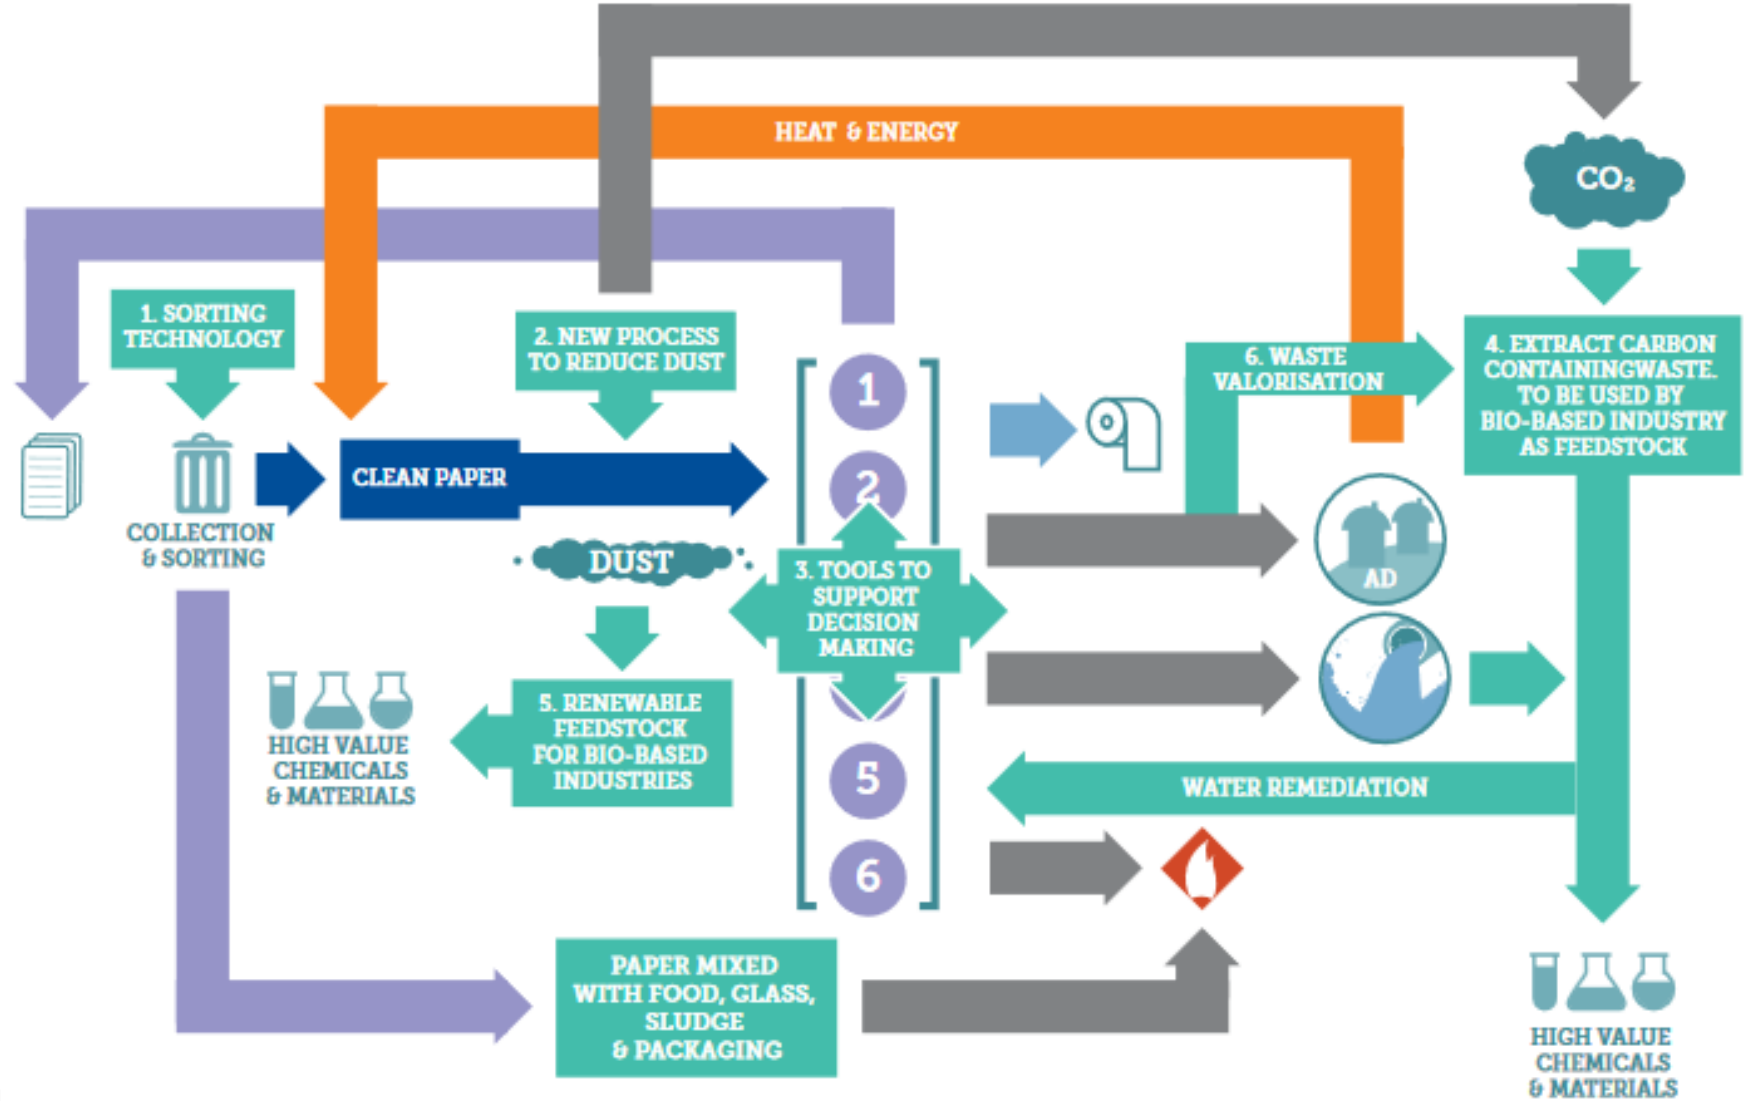 HEAT & ENERGY
CO₂
1. SORTING
TECHNOLOGY
2. NEW PROCESS
TO REDUCE DUST
6. WASTE
VALORISATION
4. EXTRACT CARBON
CONTAININGWASTE.
TO BE USED BY
BIO-BASED INDUSTRY
AS FEEDSTOCK
1
2
CLEAN PAPER
COLLECTION
& SORTING
DUST
3. TOOLS TO
SUPPORT
DECISION
MAKING
AD
5. RENEWABLE
FEEDSTOCK
FOR BIO-BASED
INDUSTRIES
HIGH VALUE
CHEMICALS
& MATERIALS
5
WATER REMEDIATION
6
PAPER MIXED
WITH FOOD, GLASS,
SLUDGE
& PACKAGING
HIGH VALUE
CHEMICALS
& MATERIALS